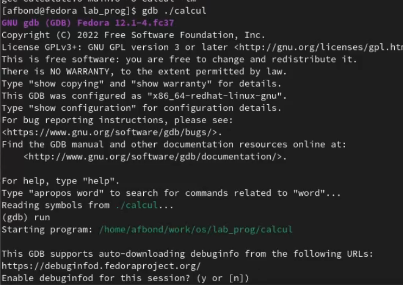 [afbond@fedora lab_prog]$ gdb ./calcul
GNU gdb (GDB) Fedora 12.1-4.fc37
Copyright (C) 2022 Free Software Foundation, Inc.
License GPLv3+: GNU GPL version 3 or later <http://gnu.org/licenses/gpl.htm
This is free software: you are free to change and redistribute it.
There is NO WARRANTY, to the extent permitted by law.
Type "show copying" and "show warranty" for details.
This GDB was configured as "x86_64-redhat-linux-gnu".
Type "show configuration" for configuration details.
For bug reporting instructions, please see:
<https://www.gnu.org/software/gdb/bugs/>.
Find the GDB manual and other documentation resources online at:
    <http://www.gnu.org/software/gdb/documentation/>.

For help, type "help".
Type "apropos word" to search for commands related to "word"...
Reading symbols from ./calcul...
(gdb) run
Starting program: /home/afbond/work/os/lab_prog/calcul

This GDB supports auto-downloading debuginfo from the following URLs:
https://debuginfod.fedoraproject.org/
Enable debuginfod for this session? (y or [n])